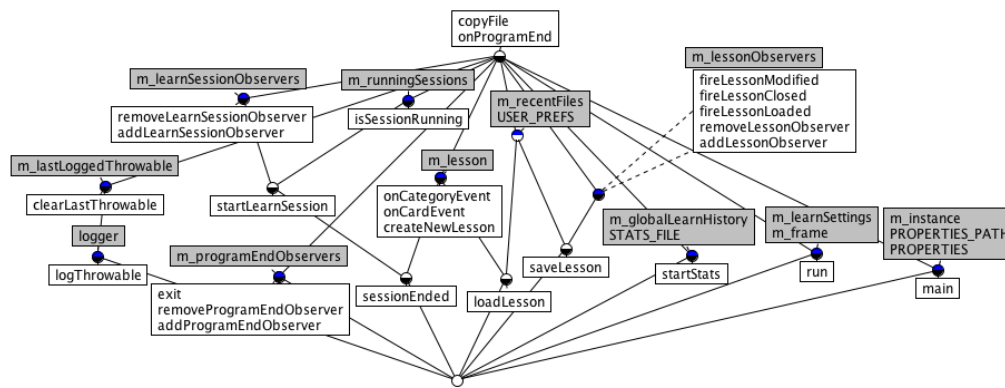 copyFile
onProgramEnd
m_lessonObservers
fireLessonModified
fireLessonClosed
fireLessonLoaded
removeLessonObserver
addLessonObserver
m_learnSessionObservers
removeLearnSessionObserver
addLearnSessionObserver
m_runningSessions
isSessionRunning
m_recentFiles
USER_PREFS
m_lastLoggedThrowable
clearLastThrowable
startLearnSession
m_lesson
onCategoryEvent
onCardEvent
createNewLesson
logger
logThrowable
m_programEndObservers
exit
removeProgramEndObserver
addProgramEndObserver
sessionEnded
loadLesson
saveLesson
m_globalLearnHistory
STATS_FILE
startStats
m_learnSettings
m_frame
run
m_instance
PROPERTIES_PATH
PROPERTIES
main